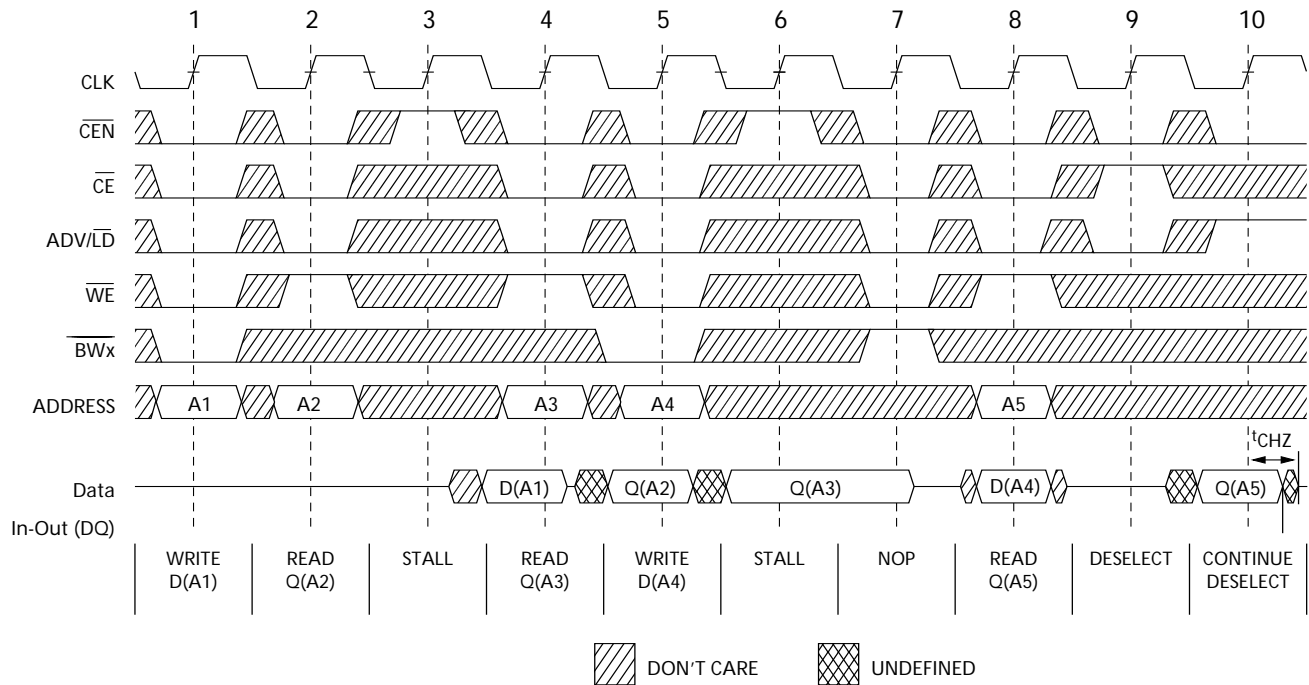 1 2 3 4 5 6 7 8 9 10
CLK
CEN
CE
ADV/LD
WE
BWx
ADDRESS A1 A2 A3 A4 A5
tCHZ
Data D(A1) Q(A2) Q(A3) D(A4) Q(A5)
In-Out (DQ)
WRITE READ STALL READ WRITE STALL NOP READ DESELECT CONTINUE
D(A1) Q(A2) Q(A3) D(A4) Q(A5) DESELECT
DON'T CARE UNDEFINED